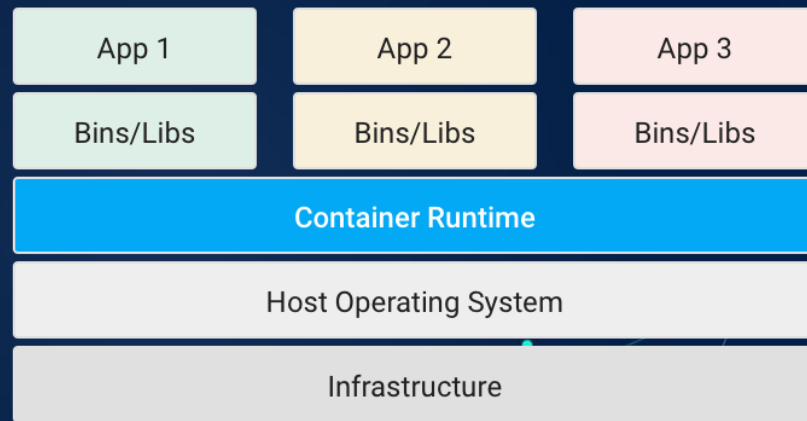 App 1
App 2
App 3
Bins/Libs
Bins/Libs
Bins/Libs
Container Runtime
Host Operating System
Infrastructure